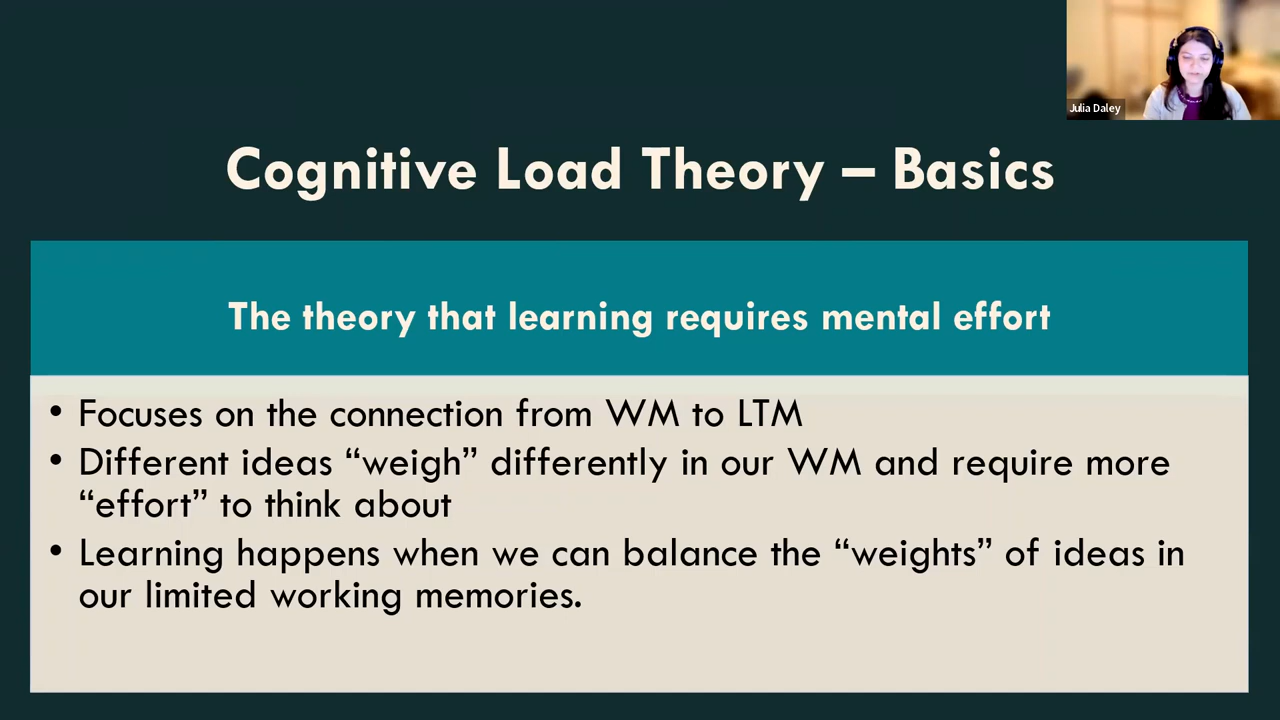 Julia Daley
Cognitive Load Theory – Basics
The theory that learning requires mental effort
• Focuses on the connection from WM to LTM
• Different ideas “weigh” differently in our WM and require more
“effort” to think about
• Learning happens when we can balance the “weights” of ideas in
our limited working memories.